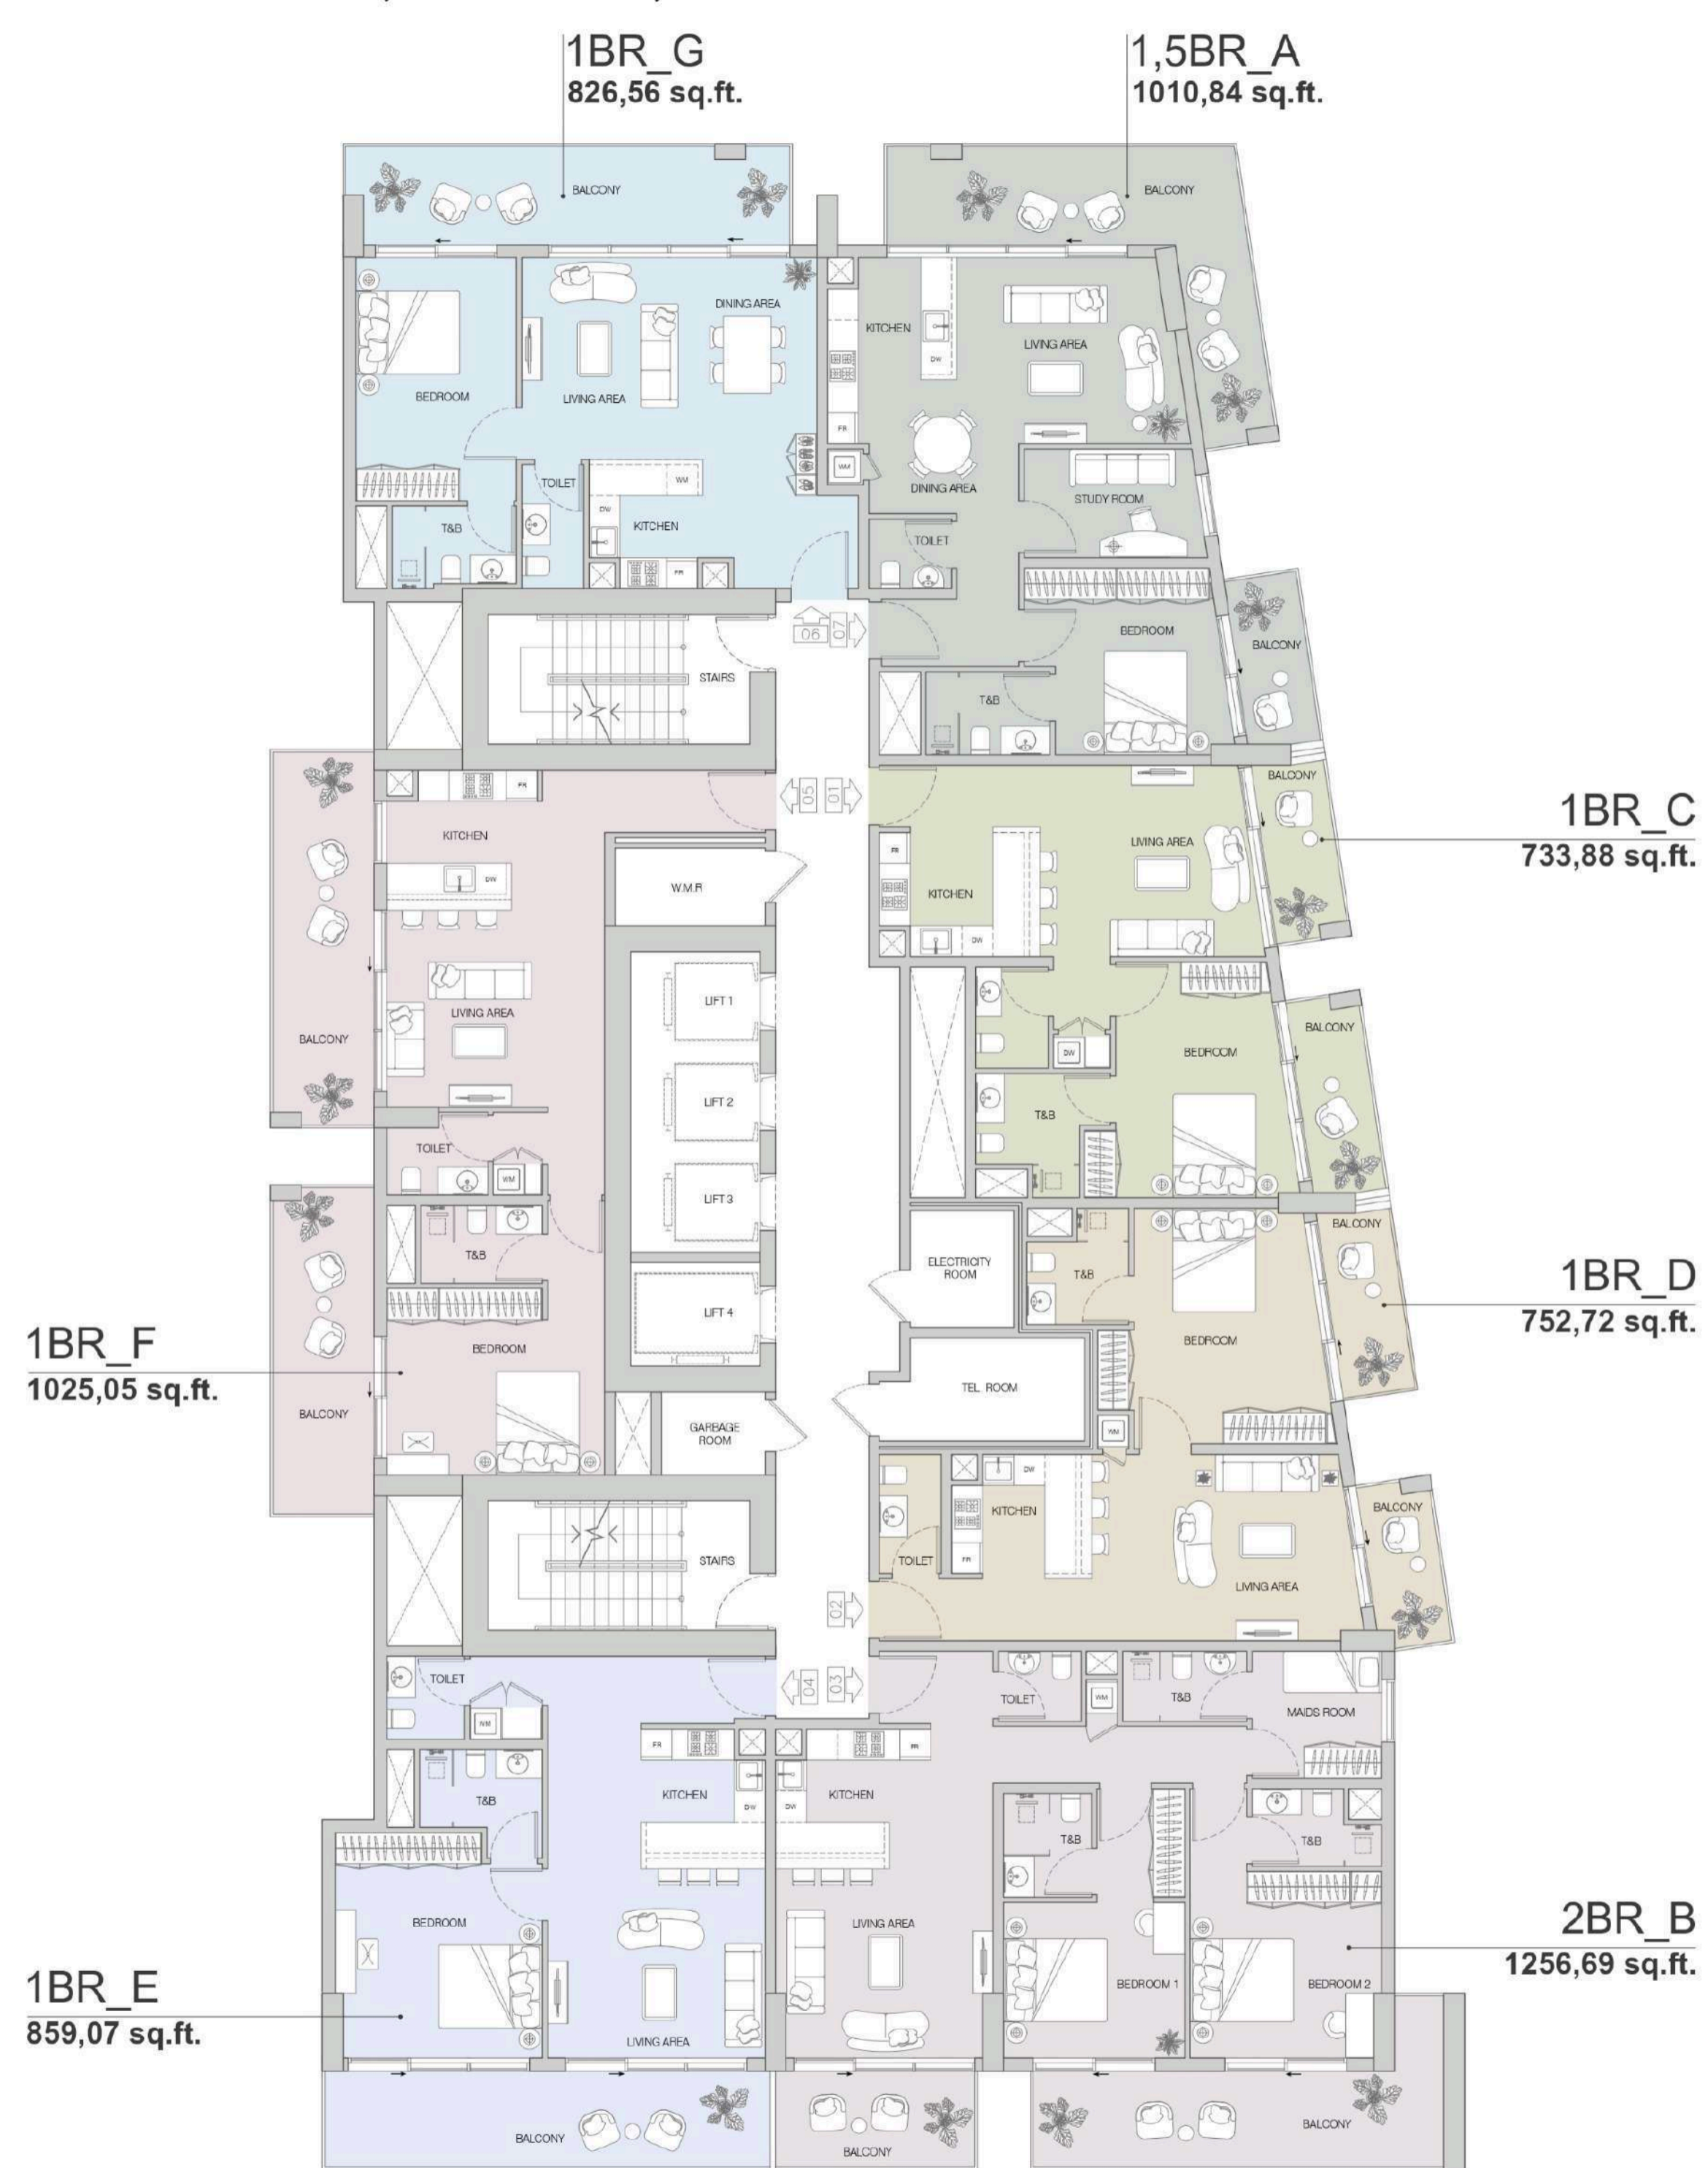 1BR_G
826,56 sq.ft.
1,5BR_A
1010,84 sq.ft.
BALCONY
BALCONY
DINING AREA
KITCHEN
LIVING AREA
DW
BEDROOM
LIVING AREA
FR
WM
TOILET
WM
DINING AREA
STUDY ROOM
DW
T&B
KITCHEN
TOILET
FR
06
07
BEDROOM
BALCONY
STAIRS
T&B
05
01
BALCONY
1BR_C
733,88 sq.ft.
FR
KITCHEN
LIVING AREA
FR
W.M.R
DW
KITCHEN
DW
LIFT 1
LIVING AREA
BALCONY
BALCONY
DW
BEDROOM
LIFT 2
T&B
TOILET
WM
LIFT 3
BALCONY
T&B
ELECTRICITY
ROOM
T&B
1BR_D
752,72 sq.ft.
LIFT 4
BEDROOM
1BR_F
1025,05 sq.ft.
BEDROOM
TEL. ROOM
BALCONY
GARBAGE
ROOM
WM
DW
KITCHEN
BALCONY
STAIRS
TOILET
FR
LIVING AREA
02
TOILET
04
03
TOILET
WM
T&B
MAIDS ROOM
WM
FR
FR
T&B
KITCHEN
KITCHEN
DW
DW
T&B
T&B
BEDROOM
LIVING AREA
2BR_B
1256,69 sq.ft.
1BR_E
859,07 sq.ft.
BEDROOM 1
BEDROOM 2
LIVING AREA
BALCONY
BALCONY
BALCONY